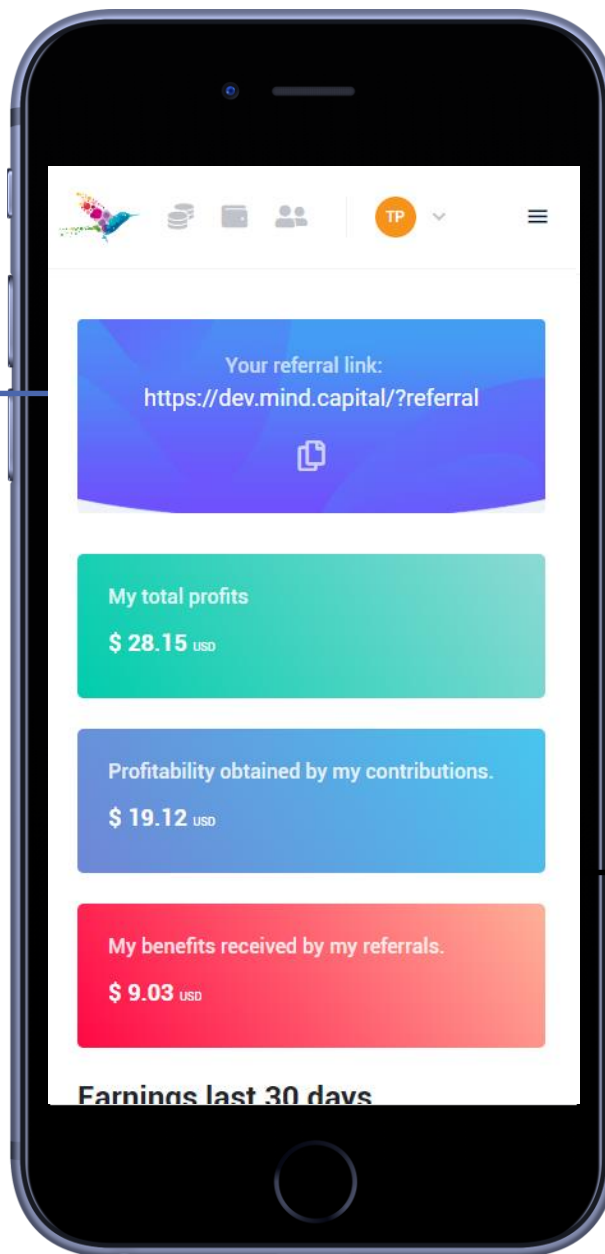 TP
Your referral link:
https://dev.mind.capital/?referral
My total profits
$ 28.15 USD
Profitability obtained by my contributions.
$ 19.12 USD
My benefits received by my referrals.
$ 9.03 USD
Earnings last 30 days